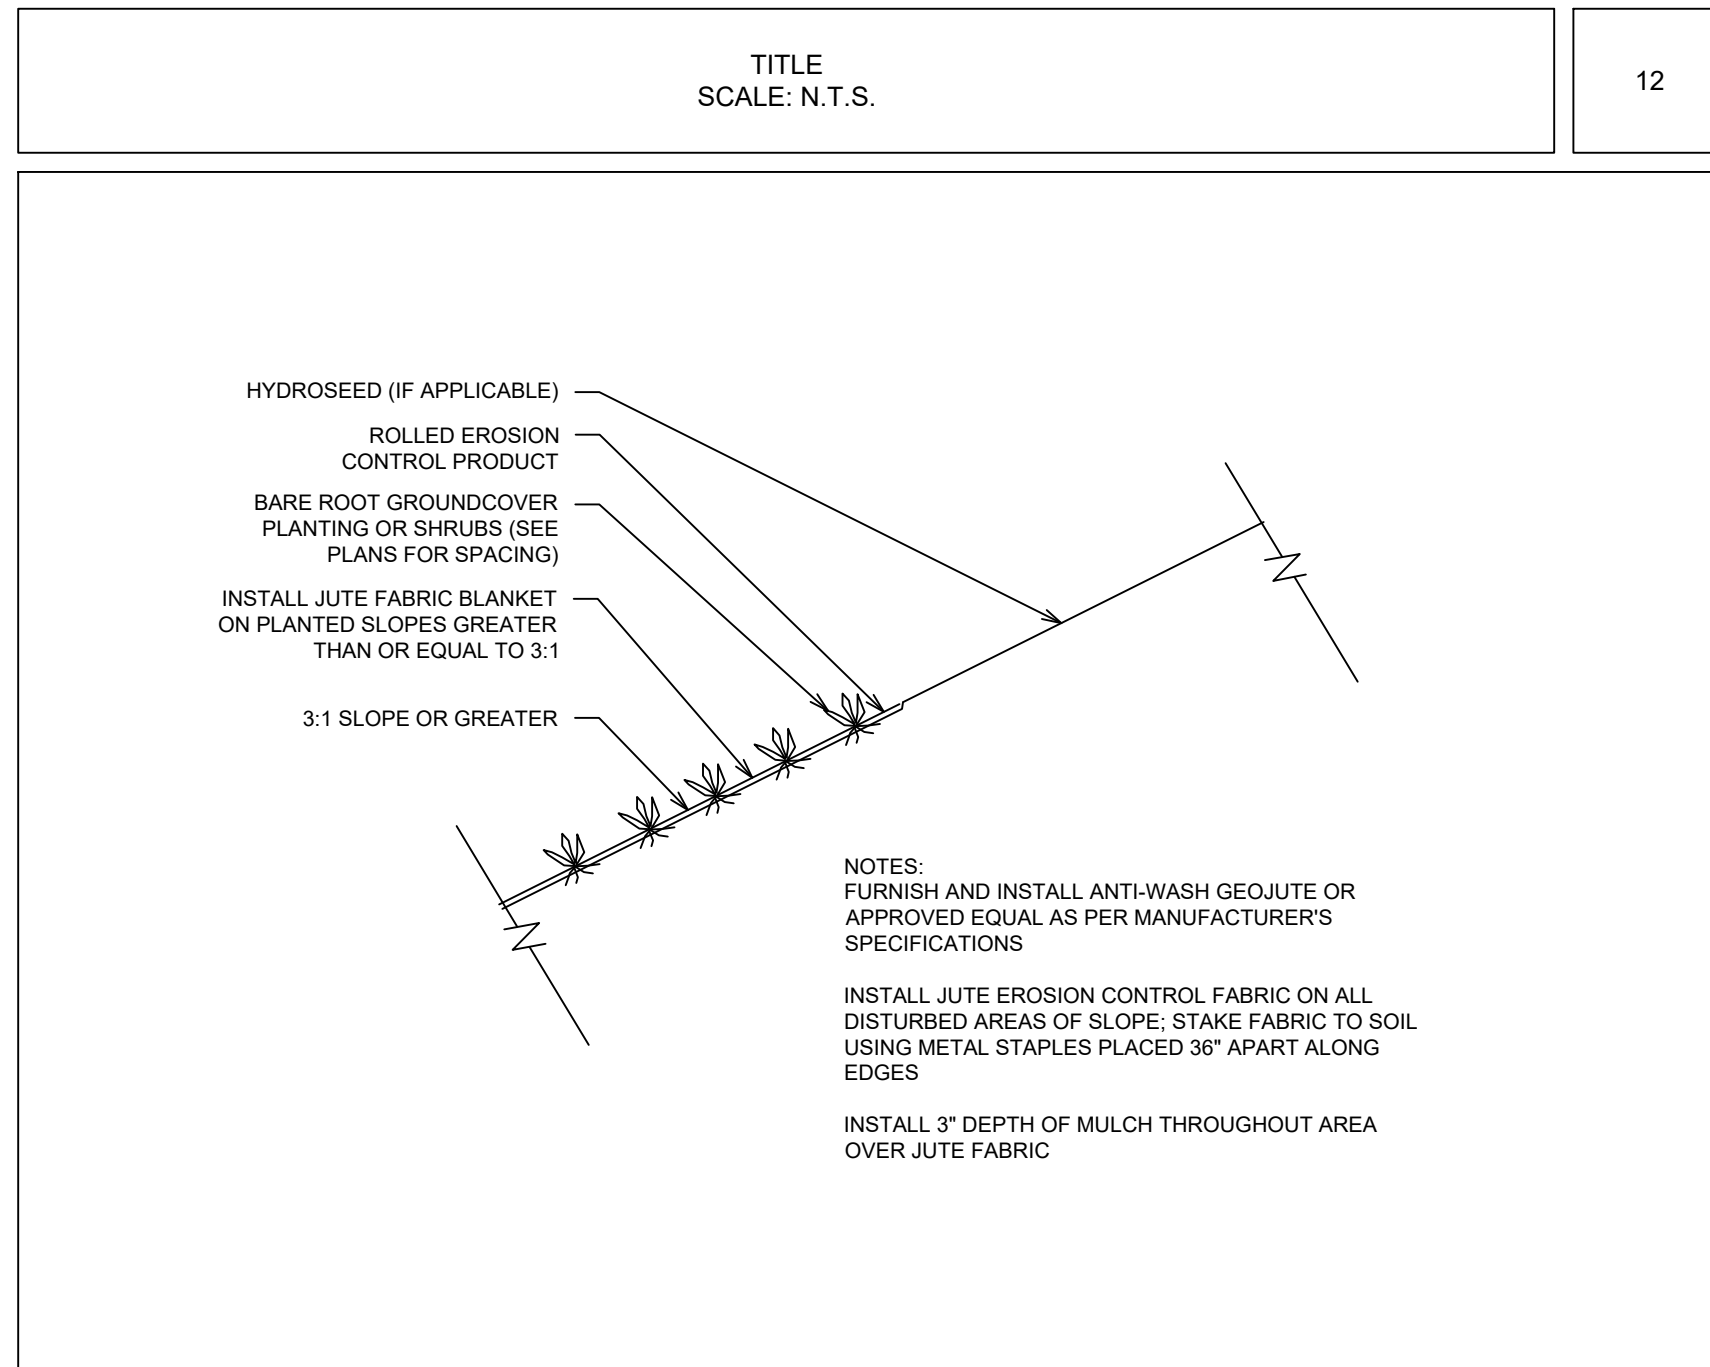 TITLE
SCALE: N.T.S.
12
HYDROSEED (IF APPLICABLE)
ROLLED EROSION
CONTROL PRODUCT
BARE ROOT GROUNDCOVER
PLANTING OR SHRUBS (SEE
PLANS FOR SPACING)
INSTALL JUTE FABRIC BLANKET
ON PLANTED SLOPES GREATER
THAN OR EQUAL TO 3:1
3:1 SLOPE OR GREATER
NOTES:
FURNISH AND INSTALL ANTI-WASH GEOJUTE OR
APPROVED EQUAL AS PER MANUFACTURER'S
SPECIFICATIONS
INSTALL JUTE EROSION CONTROL FABRIC ON ALL
DISTURBED AREAS OF SLOPE; STAKE FABRIC TO SOIL
USING METAL STAPLES PLACED 36" APART ALONG
EDGES
INSTALL 3" DEPTH OF MULCH THROUGHOUT AREA
OVER JUTE FABRIC